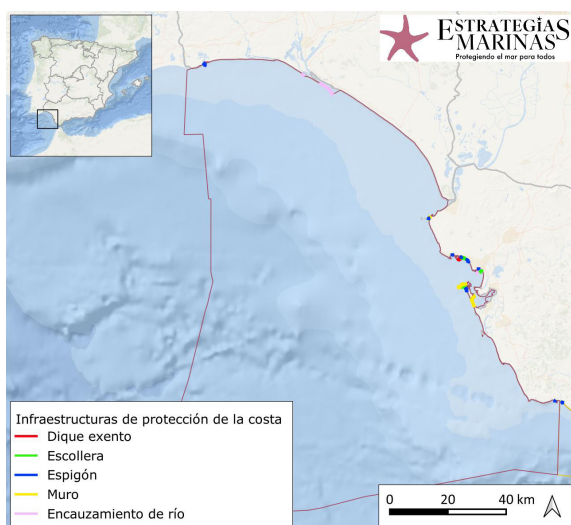 ESTRATEGIAS
MARINAS
Protegiendo el mar para todos
Infraestructuras de protección de la costa
Dique exento
Escollera
Espigón
Muro
Encauzamiento de río
0 20 40 km